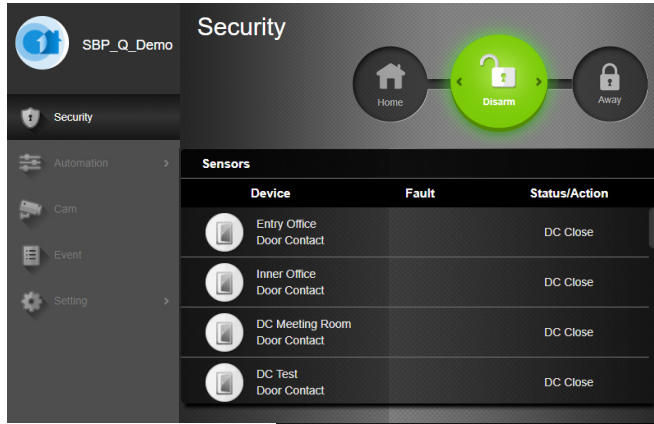 SBP_Q_Demo
Security
Automation
Cam
Event
Setting
Security
Home
Disarm
Away
Sensors
Device Fault Status/Action
Entry Office
Door Contact
DC Close
Inner Office
Door Contact
DC Close
DC Meeting Room
Door Contact
DC Close
DC Test
Door Contact
DC Close